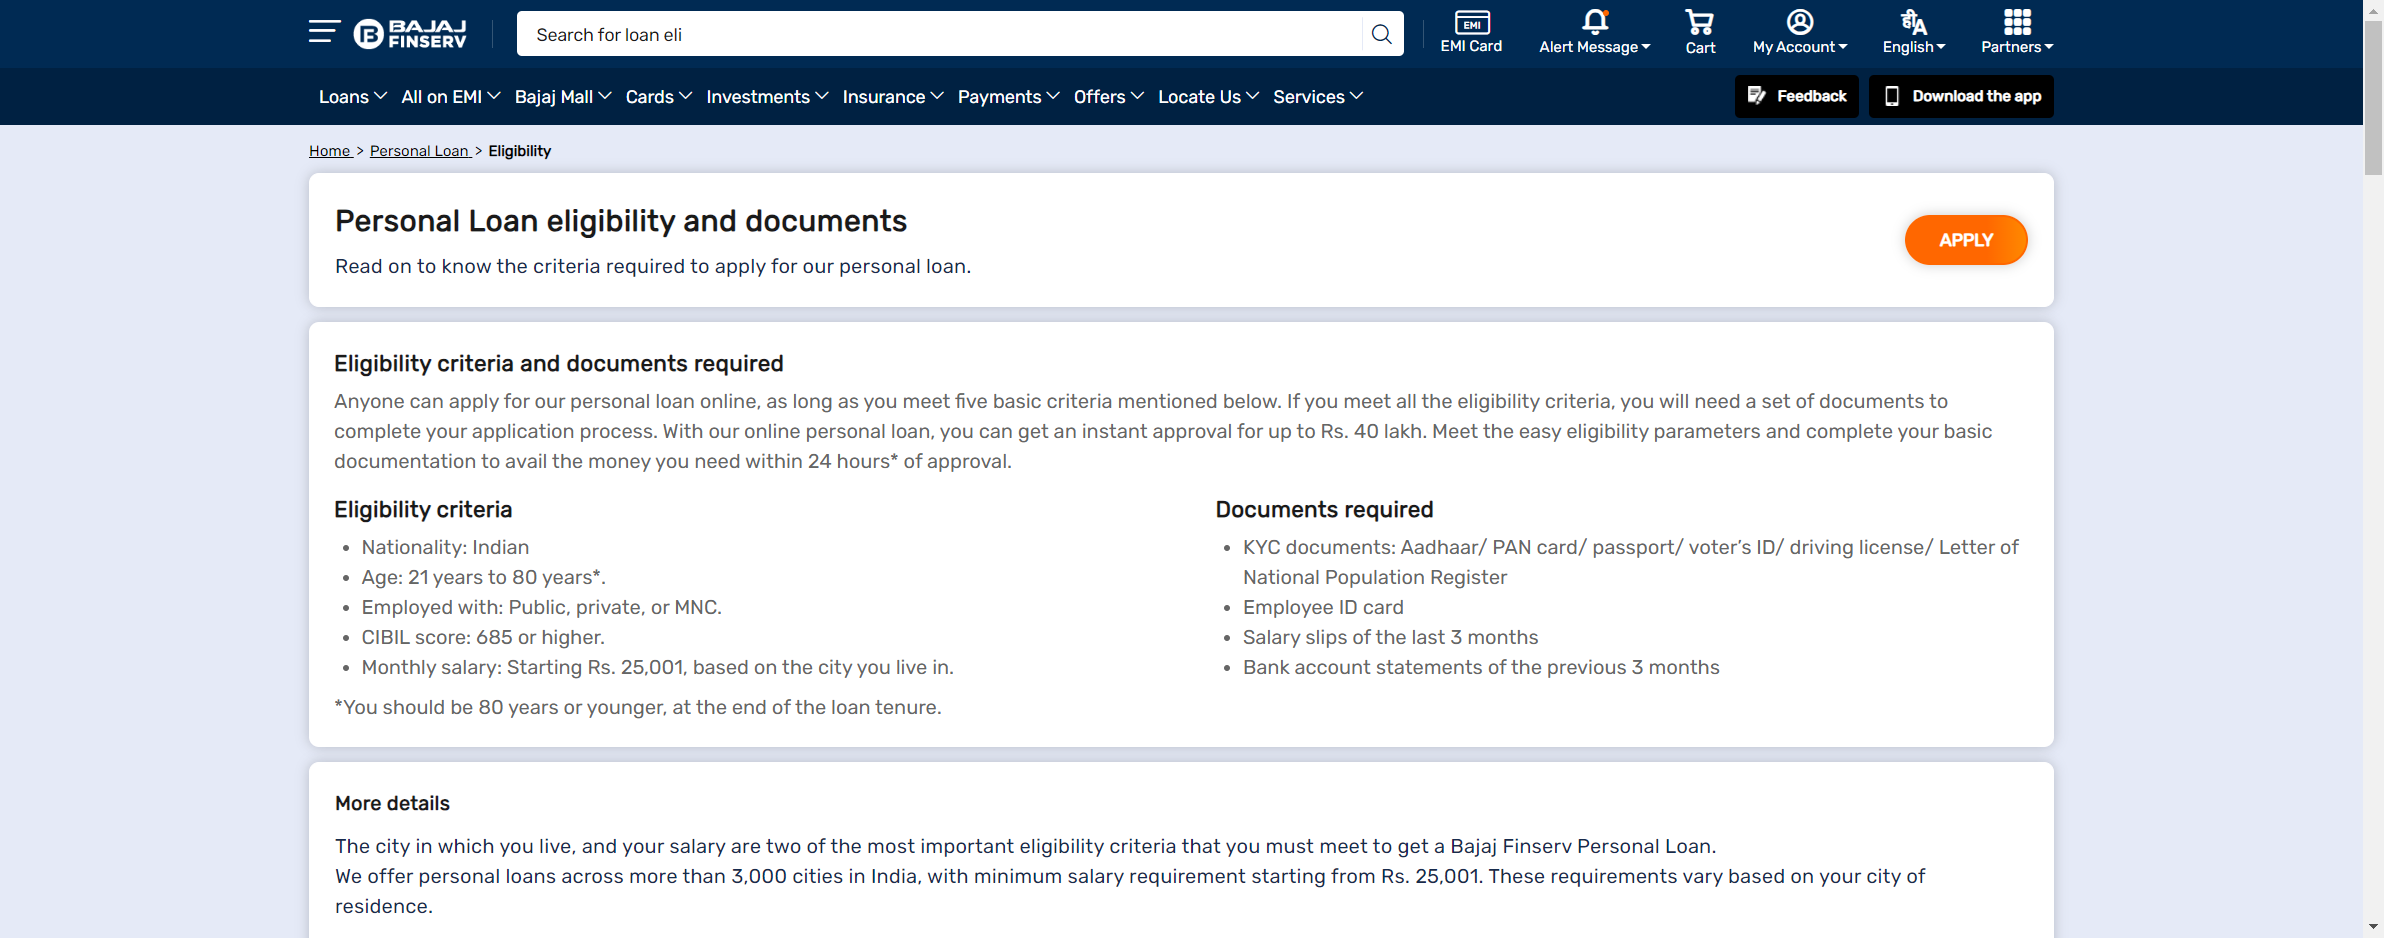 BAJAJ
FINSERV
Search for loan eli
EMI
EMI Card
Alert Message
Cart
My Account
हीA
English
Partners
Loans All on EMI Bajaj Mall Cards Investments Insurance Payments Offers Locate Us Services
Feedback
Download the app
Home > Personal Loan > Eligibility
Personal Loan eligibility and documents
Read on to know the criteria required to apply for our personal loan.
APPLY
Eligibility criteria and documents required
Anyone can apply for our personal loan online, as long as you meet five basic criteria mentioned below. If you meet all the eligibility criteria, you will need a set of documents to
complete your application process. With our online personal loan, you can get an instant approval for up to Rs. 40 lakh. Meet the easy eligibility parameters and complete your basic
documentation to avail the money you need within 24 hours* of approval.
Eligibility criteria
• Nationality: Indian
• Age: 21 years to 80 years*.
• Employed with: Public, private, or MNC.
• CIBIL score: 685 or higher.
• Monthly salary: Starting Rs. 25,001, based on the city you live in.
*You should be 80 years or younger, at the end of the loan tenure.
Documents required
• KYC documents: Aadhaar/ PAN card/ passport/ voter’s ID/ driving license/ Letter of
National Population Register
• Employee ID card
• Salary slips of the last 3 months
• Bank account statements of the previous 3 months
More details
The city in which you live, and your salary are two of the most important eligibility criteria that you must meet to get a Bajaj Finserv Personal Loan.
We offer personal loans across more than 3,000 cities in India, with minimum salary requirement starting from Rs. 25,001. These requirements vary based on your city of
residence.